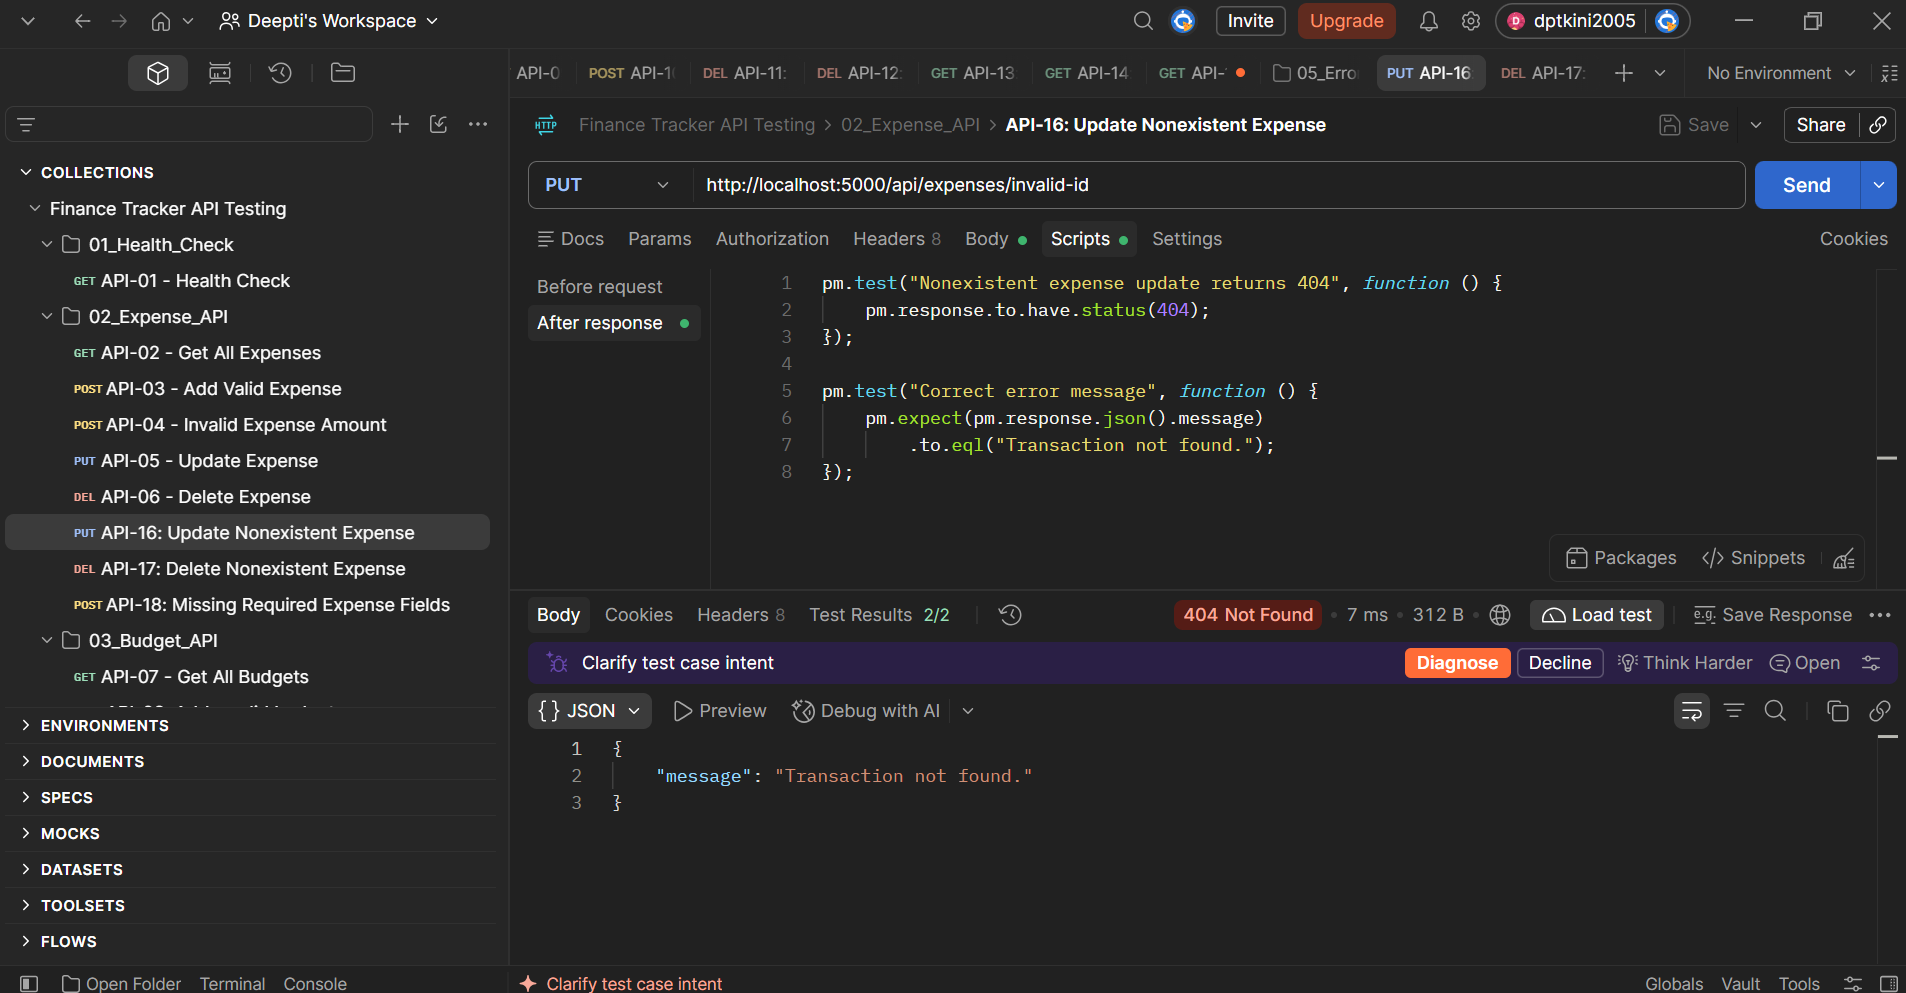 Deepti's Workspace
Invite
Upgrade
dptkini2005
API-0
POST API-1
DEL API-11:
DEL API-12:
GET API-13
GET API-14
GET API-
05_Erro
PUT API-16
DEL API-17:
No Environment
HTTP
Finance Tracker API Testing > 02_Expense_API > API-16: Update Nonexistent Expense
Save
Share
COLLECTIONS
Finance Tracker API Testing
01_Health_Check
GET API-01 - Health Check
02_Expense_API
GET API-02 - Get All Expenses
POST API-03 - Add Valid Expense
POST API-04 - Invalid Expense Amount
PUT API-05 - Update Expense
DEL API-06 - Delete Expense
PUT API-16: Update Nonexistent Expense
DEL API-17: Delete Nonexistent Expense
POST API-18: Missing Required Expense Fields
03_Budget_API
GET API-07 - Get All Budgets
ENVIRONMENTS
DOCUMENTS
SPECS
MOCKS
DATASETS
TOOLSETS
FLOWS
PUT
http://localhost:5000/api/expenses/invalid-id
Send
Docs
Params
Authorization
Headers 8
Body
Scripts
Settings
Cookies
Before request
After response
1 pm.test("Nonexistent expense update returns 404", function () {
2 pm.response.to.have.status(404);
3 });
4
5 pm.test("Correct error message", function () {
6 pm.expect(pm.response.json().message)
7 .to.eql("Transaction not found.");
8 });
Packages
</> Snippets
Body
Cookies
Headers 8
Test Results 2/2
404 Not Found
7 ms
312 B
Load test
e.g. Save Response
Clarify test case intent
Diagnose
Decline
Think Harder
Open
{} JSON
Preview
Debug with AI
1 {
2 "message": "Transaction not found."
3 }
Open Folder
Terminal
Console
Clarify test case intent
Globals
Vault
Tools